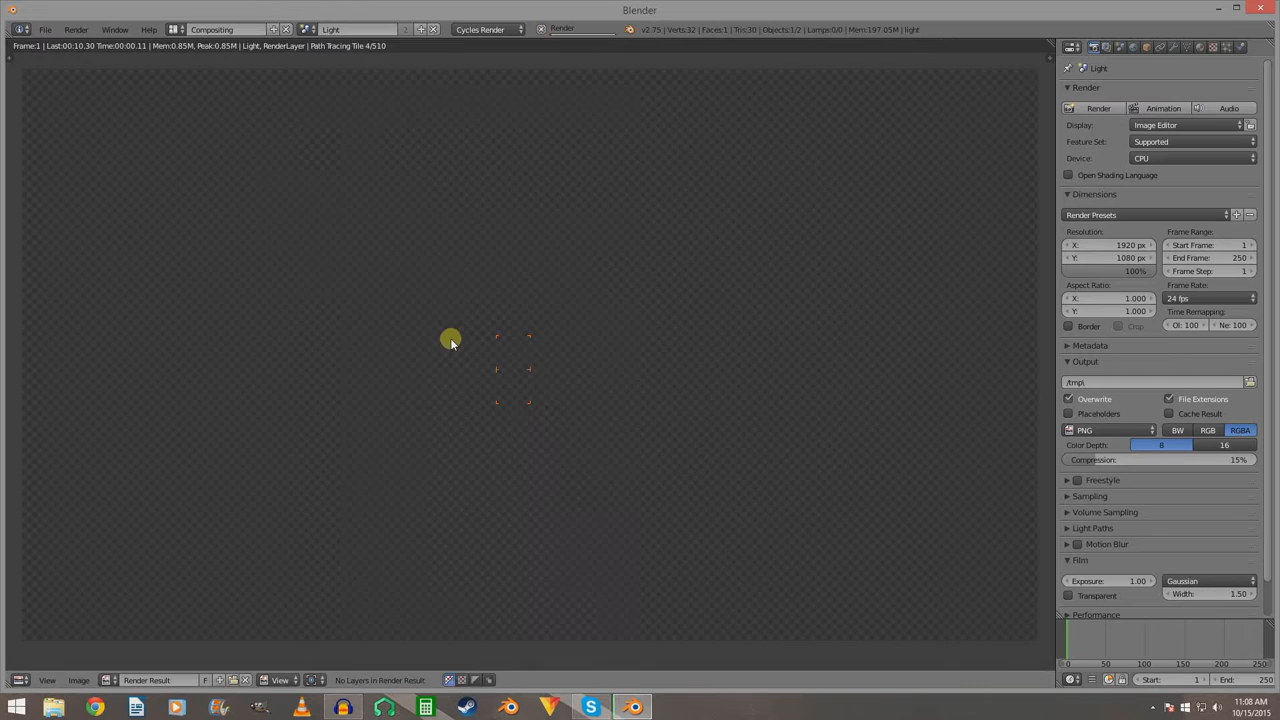 Blender
File Render Window Help Compositing Light 2 Cycles Render Render v2.75 | Verts:32 | Faces:1 | Tris:30 | Objects:1/2 | Lamps:0/0 | Mem:197.05M | light
Frame:1 | Last:00:10.30 Time:00:00.11 | Mem:0.85M, Peak:0.85M | Light, RenderLayer | Path Tracing Tile 4/510
Light
Render
Render Animation Audio
Display: Image Editor
Feature Set: Supported
Device: CPU
Open Shading Language
Dimensions
Render Presets
Resolution: Frame Range:
X: 1920 px Start Frame: 1
Y: 1080 px End Frame: 250
100% Frame Step: 1
Aspect Ratio: Frame Rate:
X: 1.000 24 fps
Y: 1.000 Time Remapping:
Border Crop Ol: 100 Ne: 100
Metadata
Output
/tmp\
Overwrite File Extensions
Placeholders Cache Result
PNG BW RGB RGBA
Color Depth: 8 16
Compression: 15%
Freestyle
Sampling
Volume Sampling
Light Paths
Motion Blur
Film
Exposure: 1.00 Gaussian
Transparent Width: 1.50
Performance
0 50 100 150 200 250
View Image Render Result F View No Layers in Render Result Start: 1 End: 250
11:08 AM
10/15/2015